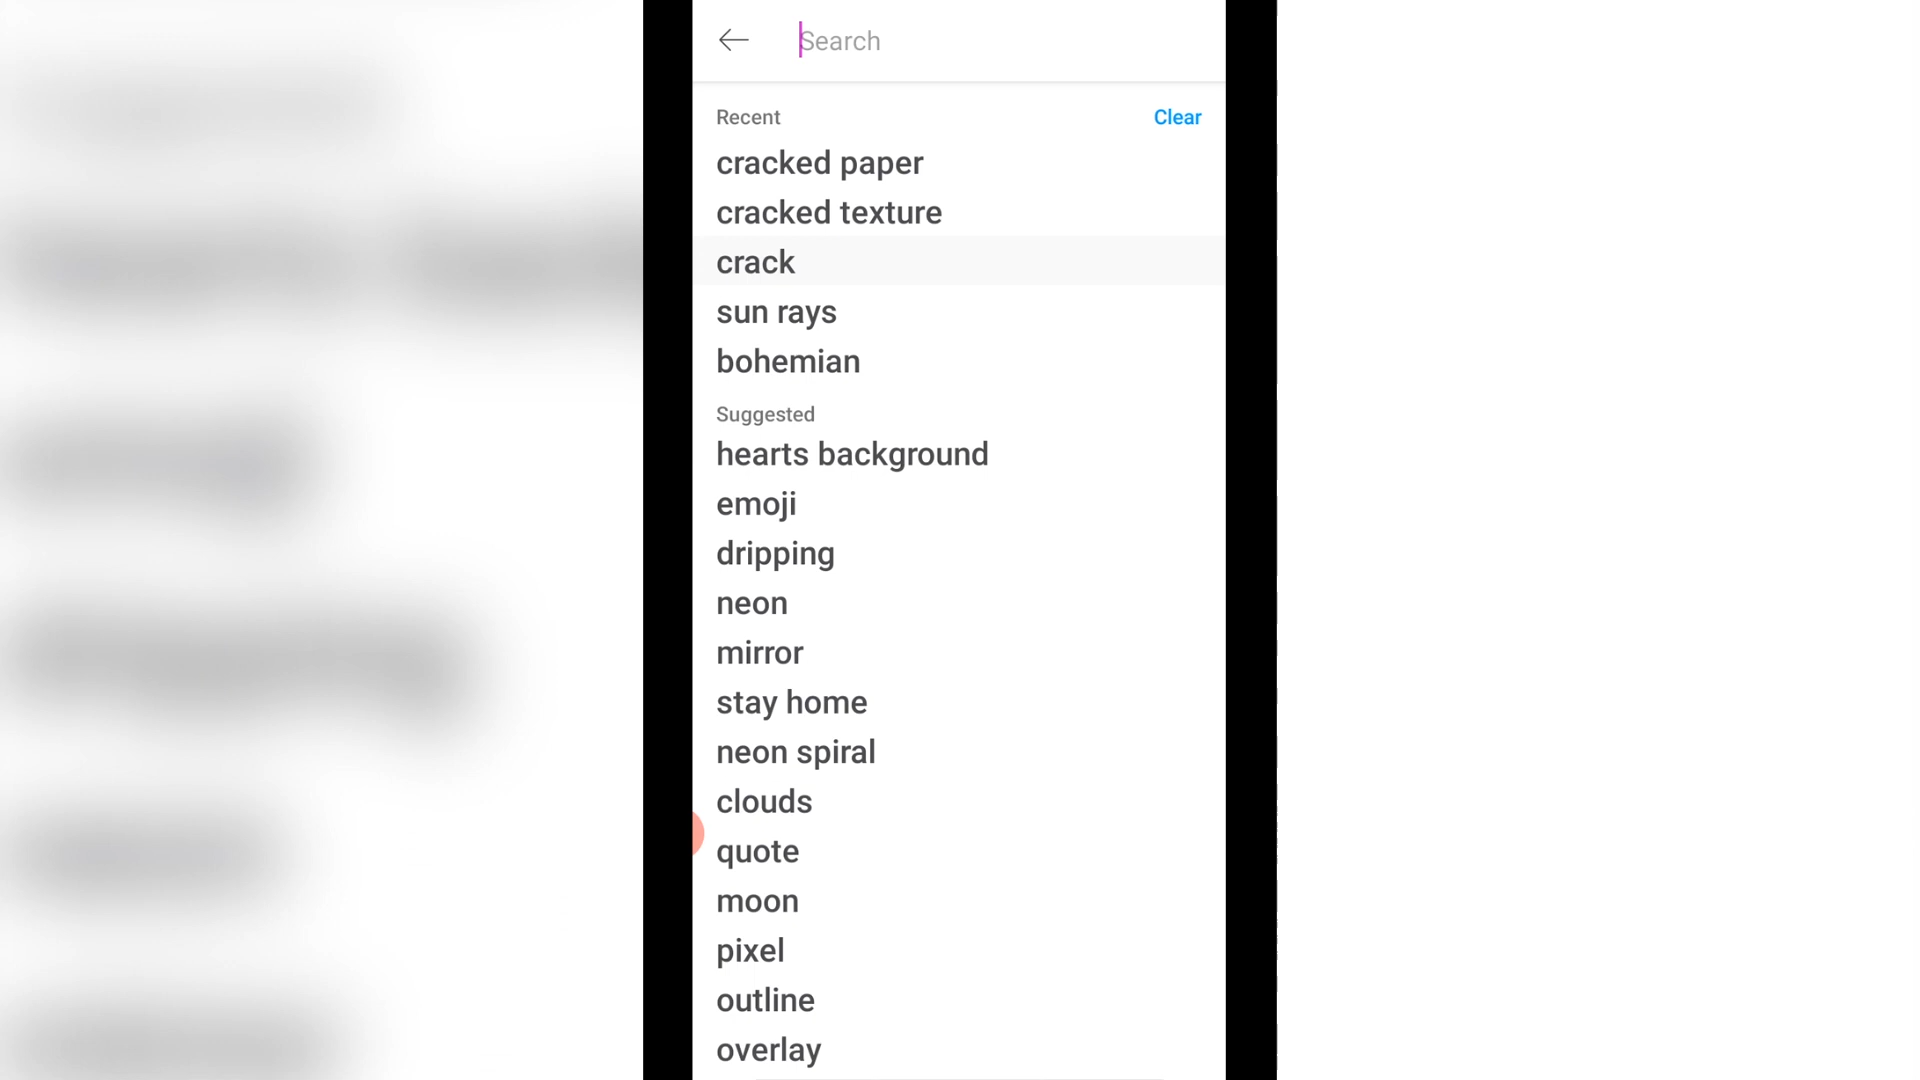 Search
Recent
Clear
cracked paper
cracked texture
crack
sun rays
bohemian
Suggested
hearts background
emoji
dripping
neon
mirror
stay home
neon spiral
clouds
quote
moon
pixel
outline
overlay